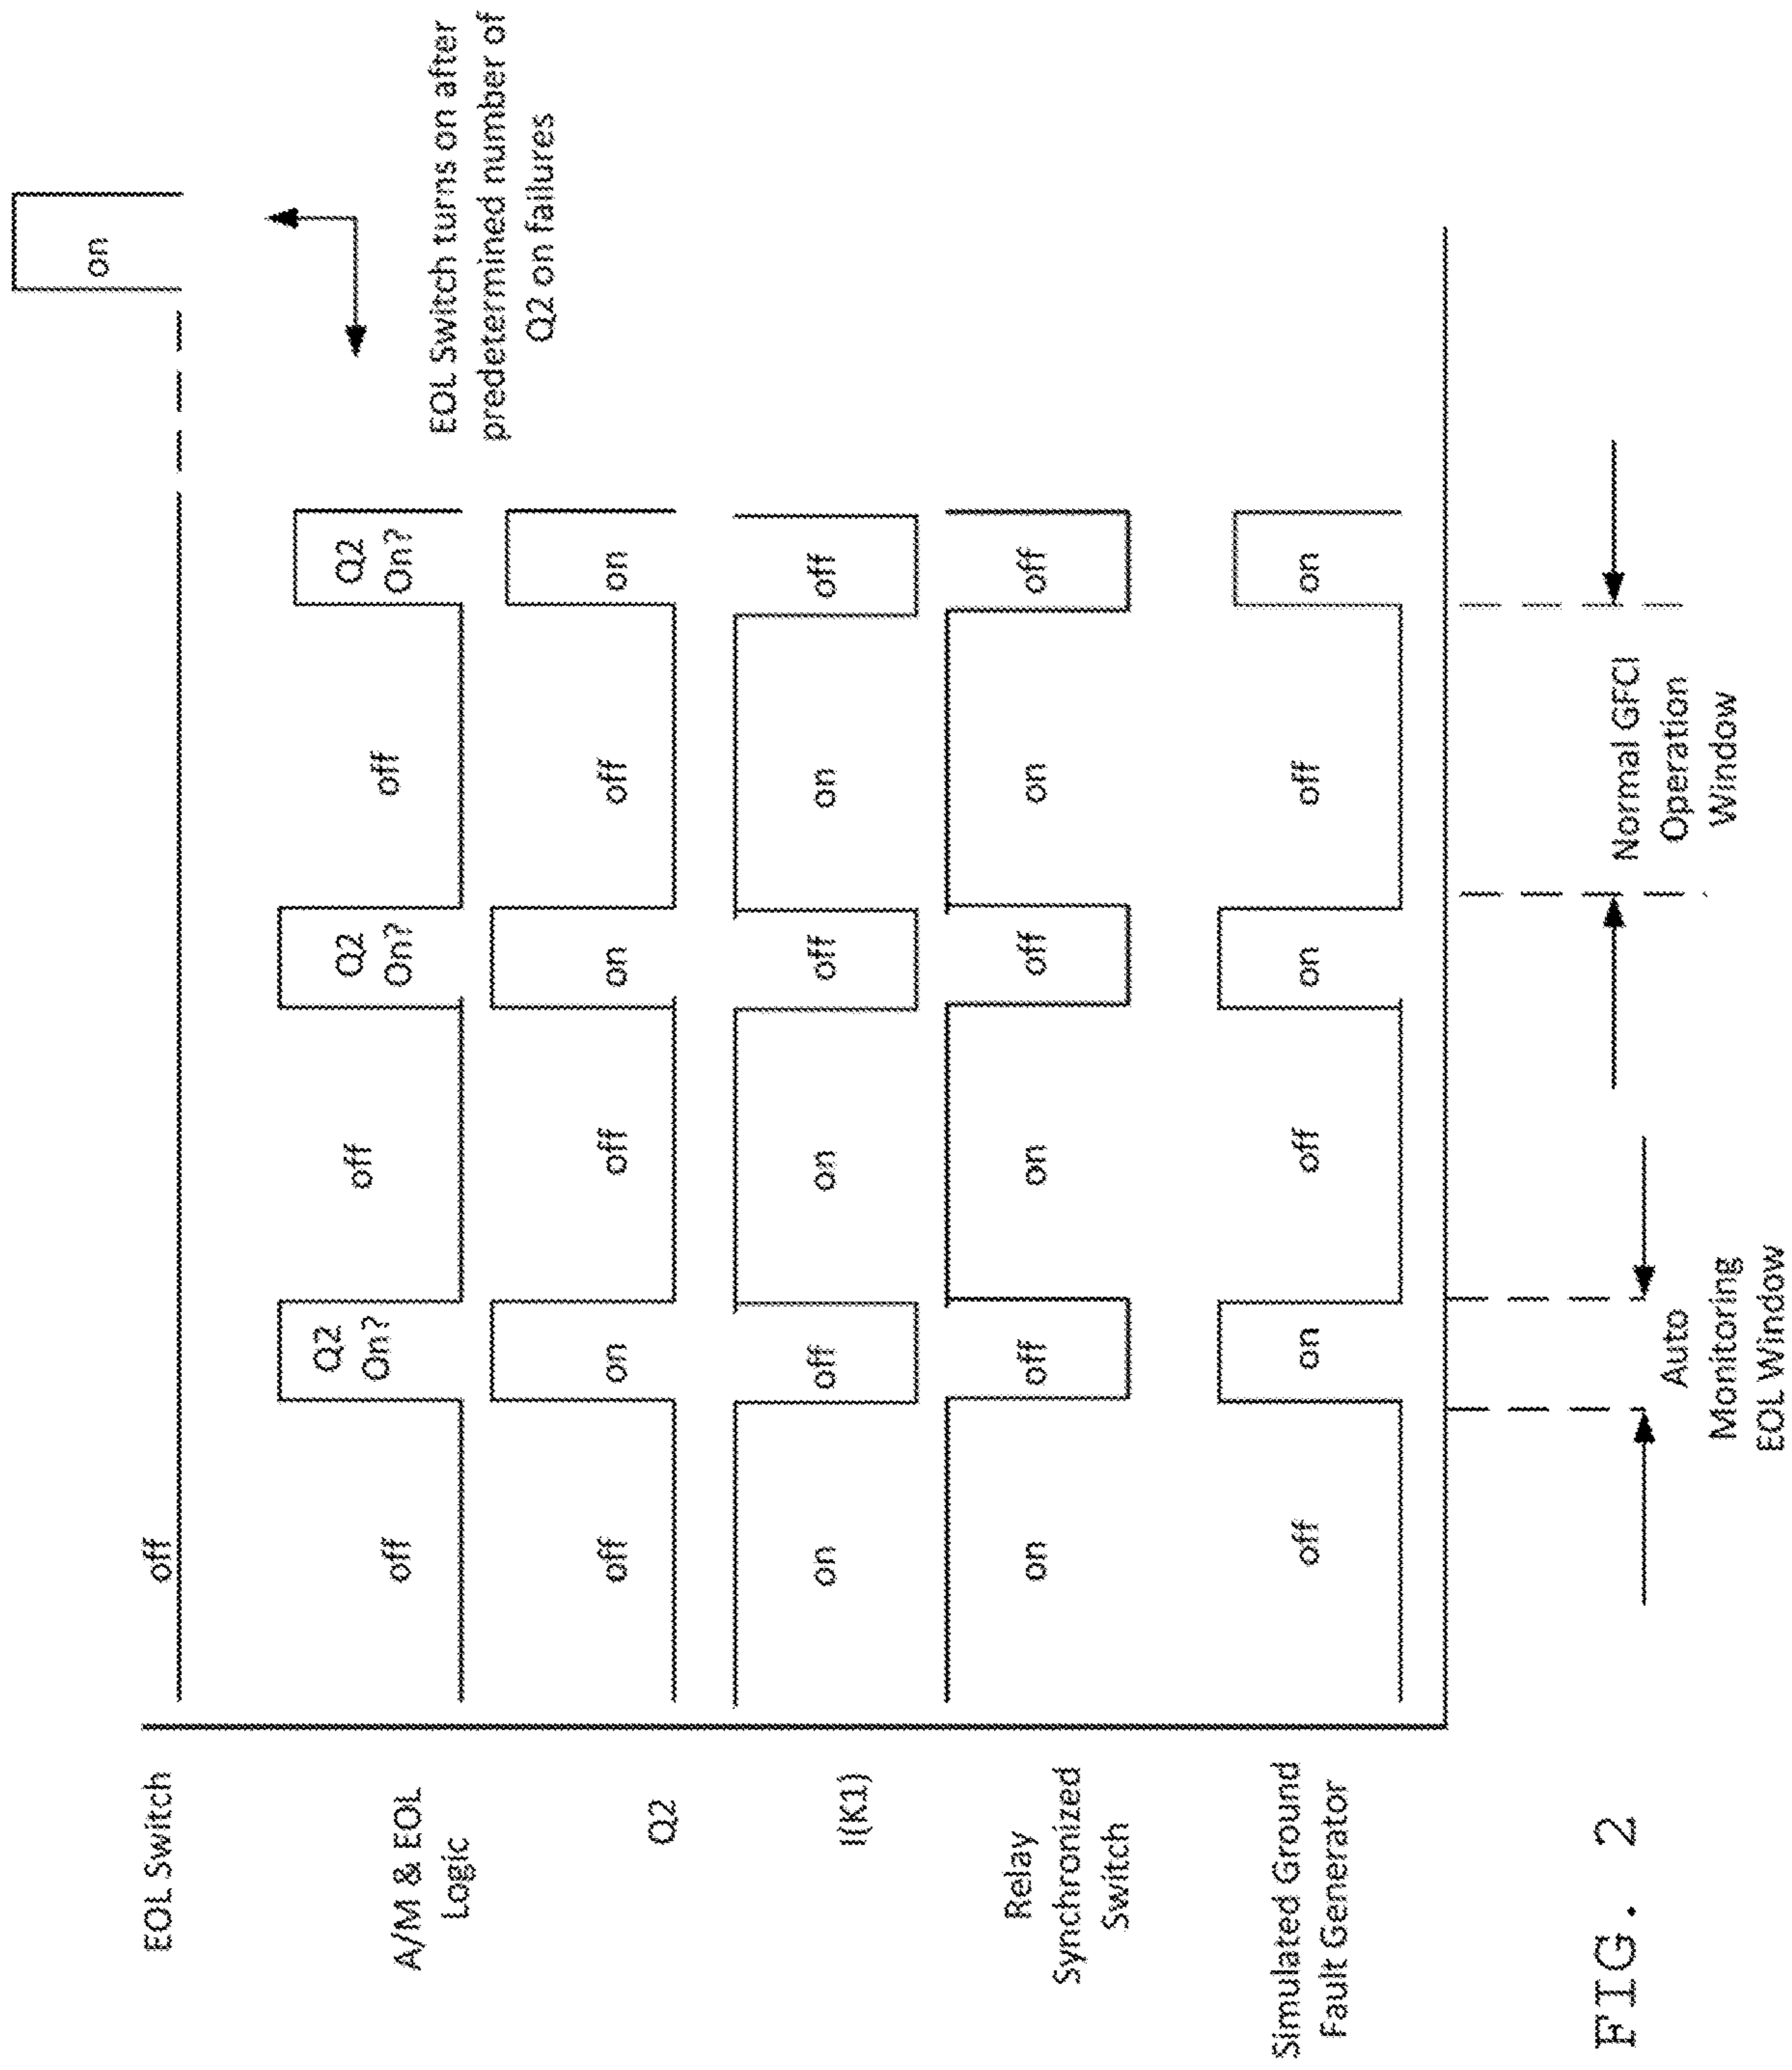 EOL Switch
off
on
A/M & EOL
Logic
off
Q2
On?
off
Q2
On?
off
Q2
On?
EOL Switch turns on after
predetermined number of
Q2 on failures
Q2
off
on
off
on
off
on
I(K1)
on
off
on
off
on
off
Relay
Synchronized
Switch
on
off
on
off
on
off
Simulated Ground
Fault Generator
off
on
off
on
off
on
Auto
Monitoring
EOL Window
Normal GFCI
Operation
Window
FIG. 2